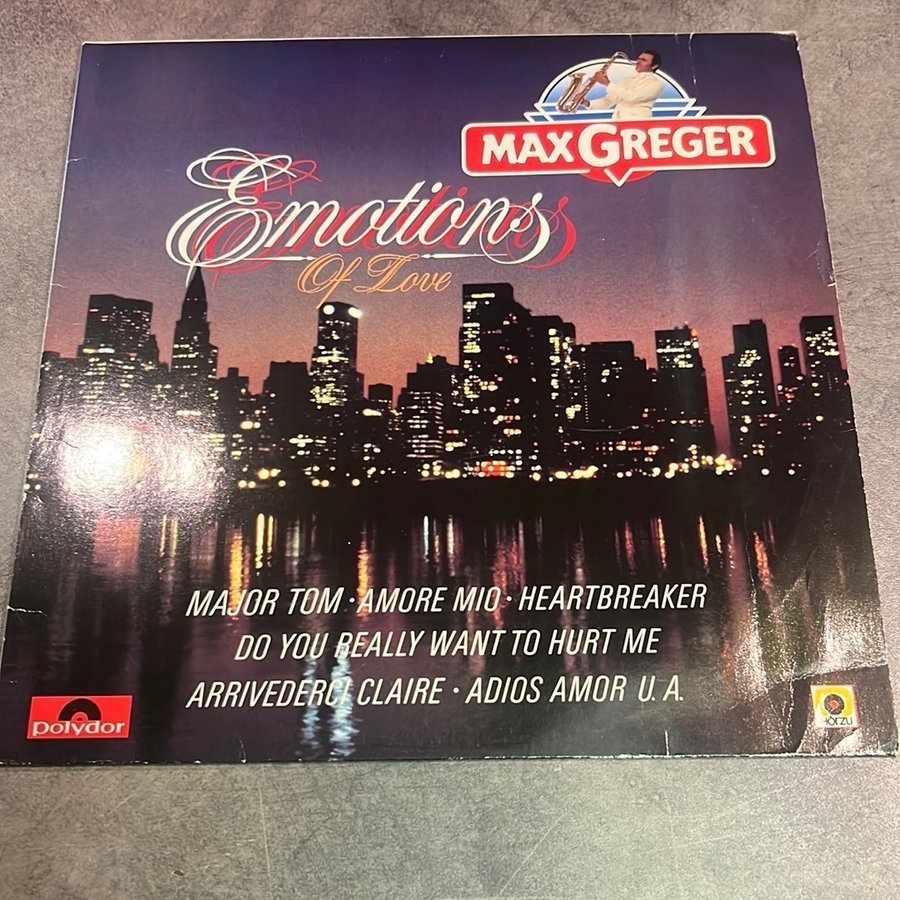 MAX GREGER
Emotions
Of Love
MAJOR TOM · AMORE MIO · HEARTBREAKER
DO YOU REALLY WANT TO HURT ME
ARRIVEDERCI CLAIRE · ADIOS AMOR U. A.
Polydor
HÖRZU